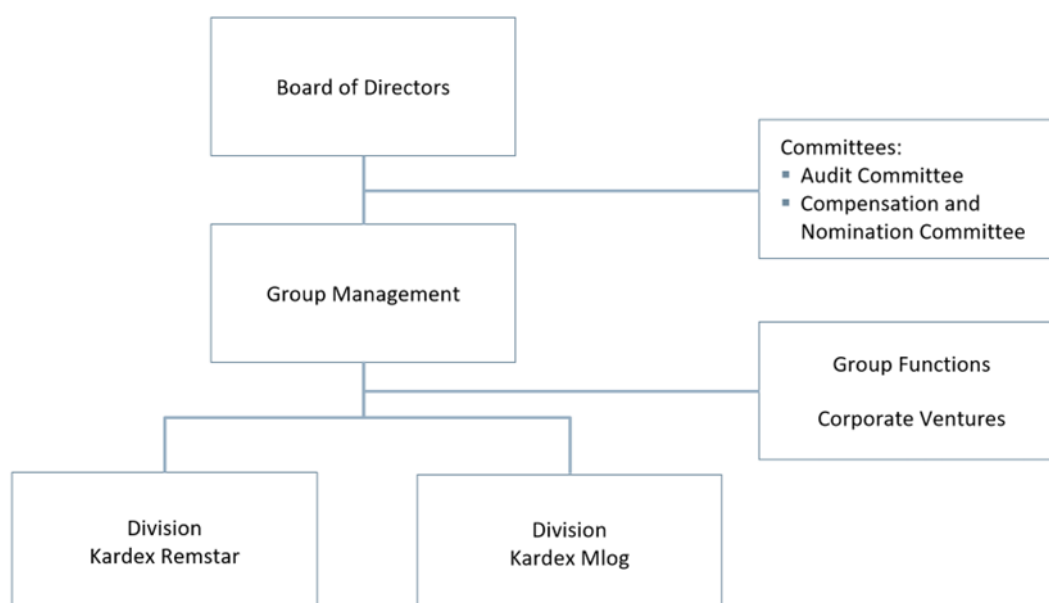 Board of Directors
Committees:
▪ Audit Committee
▪ Compensation and
Nomination Committee
Group Management
Group Functions
Corporate Ventures
Division
Kardex Remstar
Division
Kardex Mlog